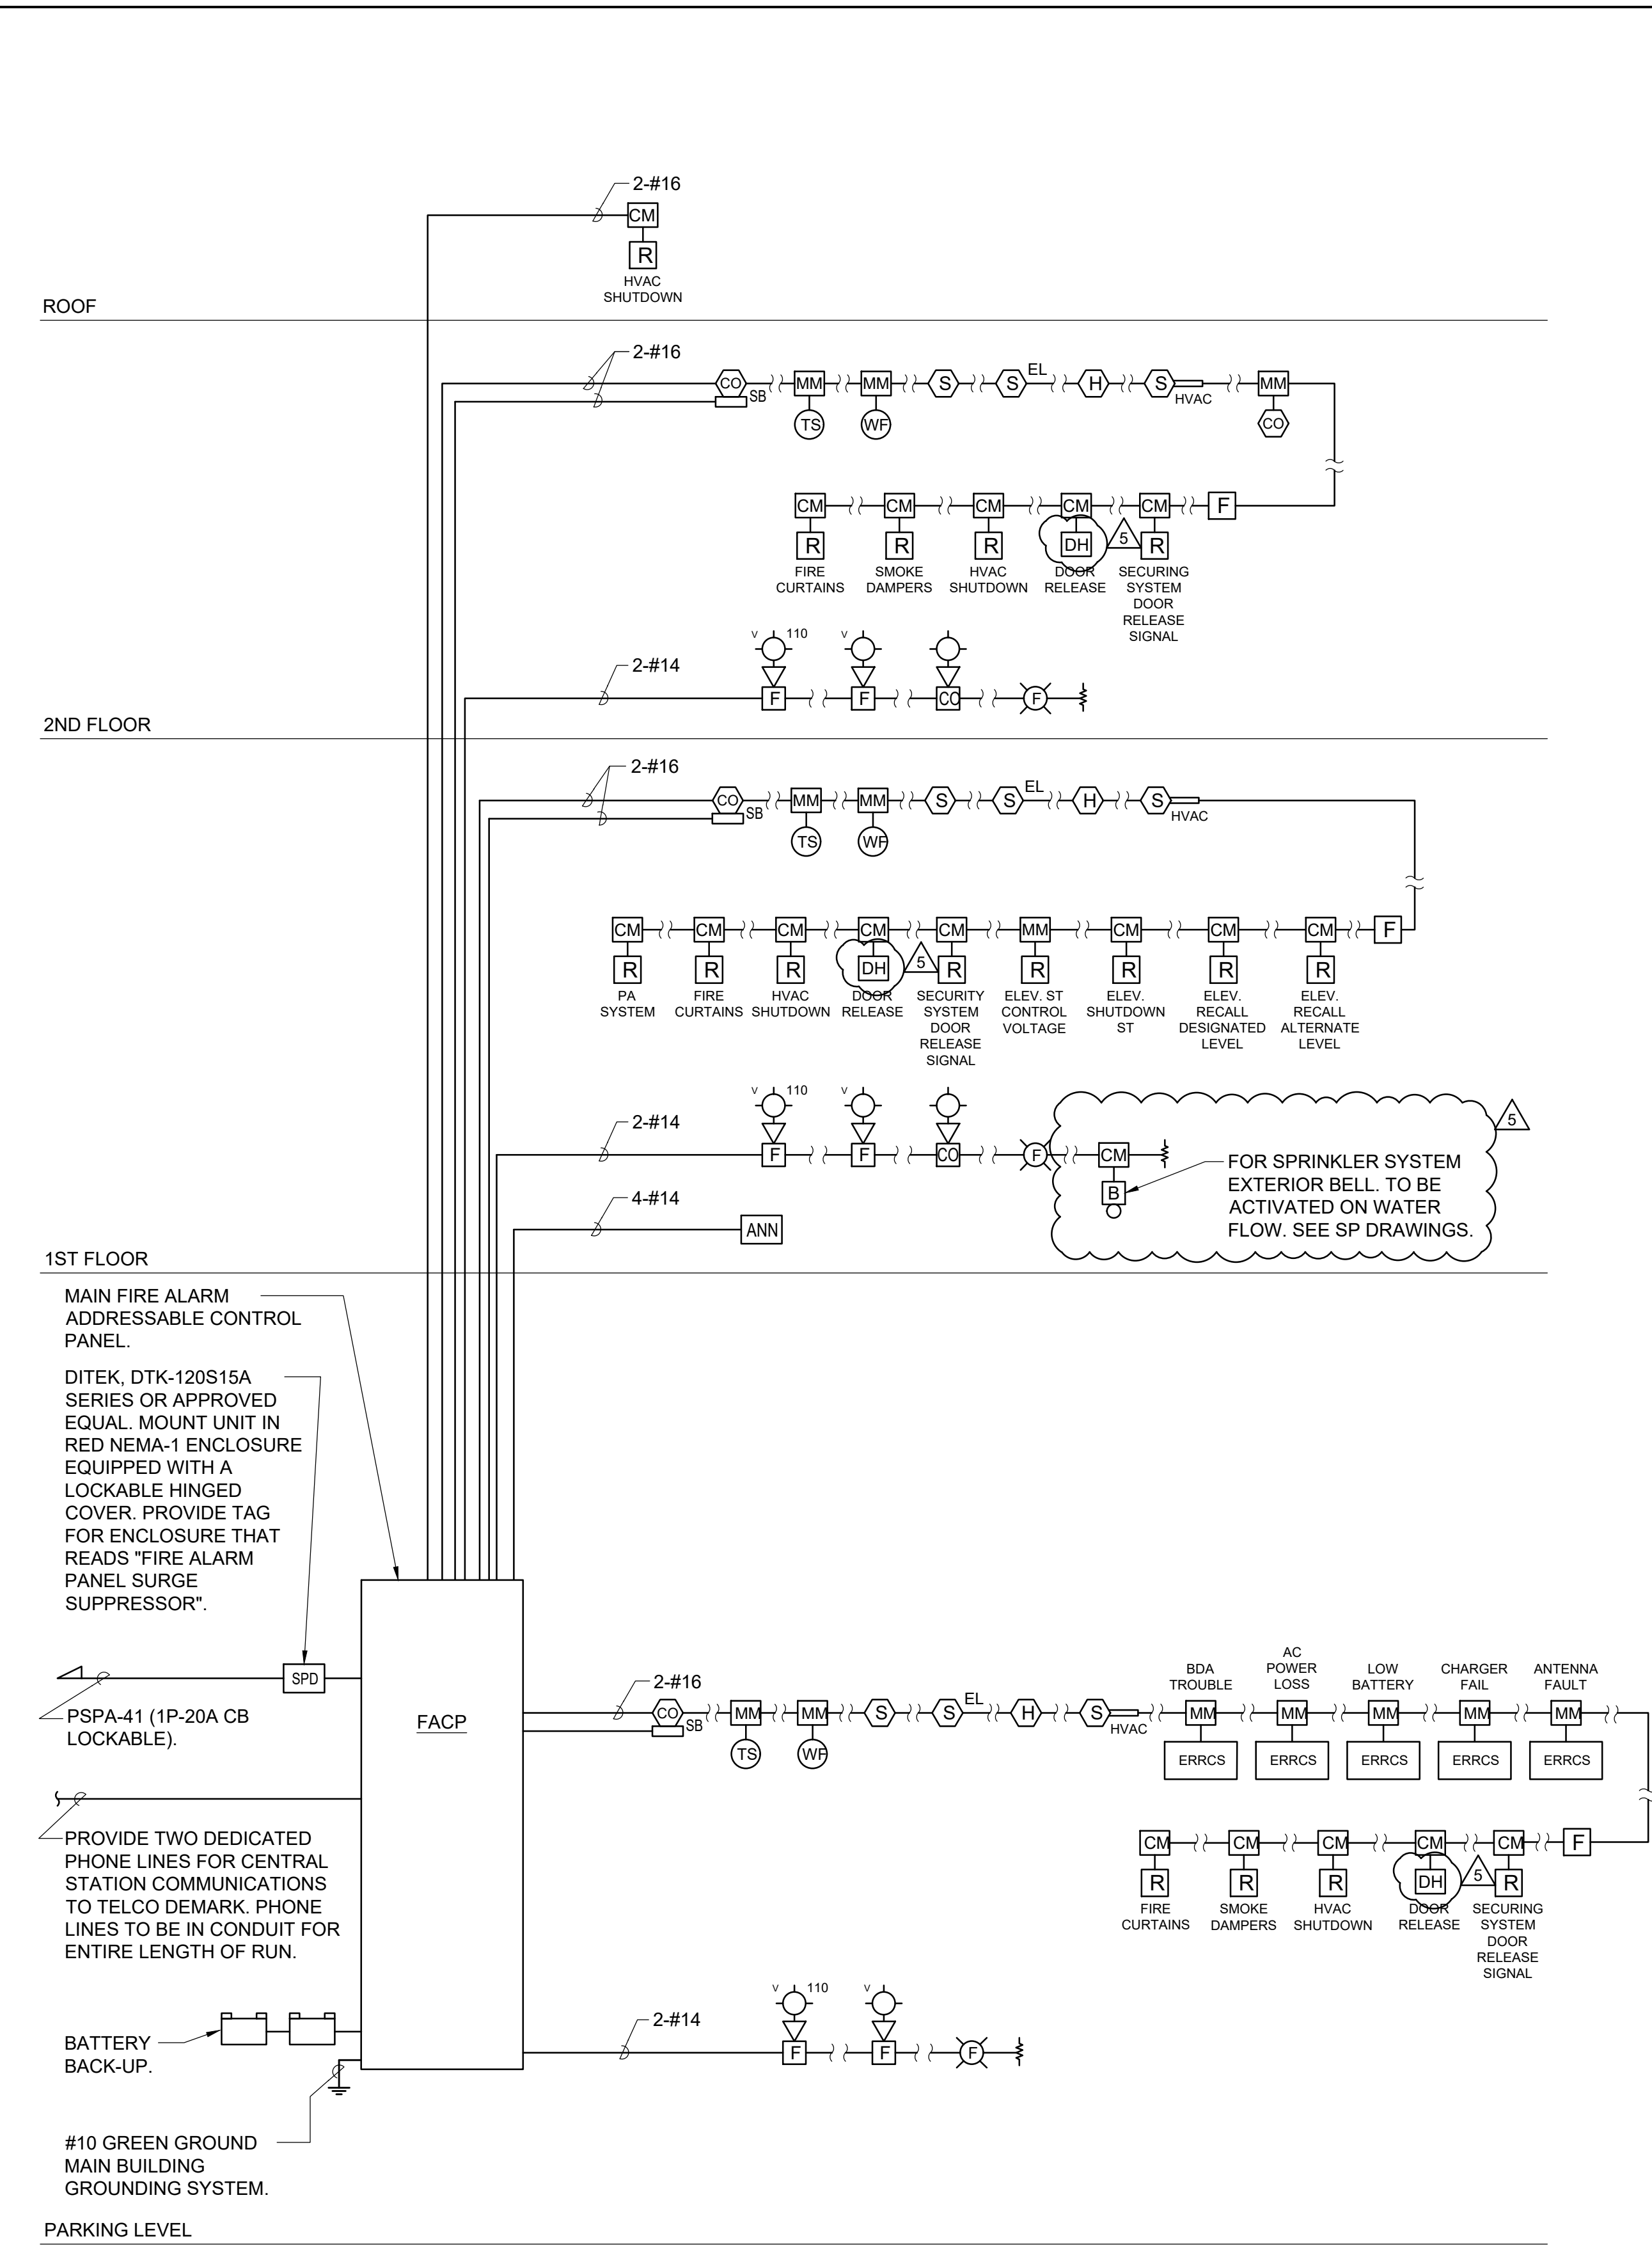 2-#16
CM
R
HVAC
SHUTDOWN
ROOF
2-#16
CO
SB
MM
TS
MM
WF
S
S
EL
H
S
HVAC
MM
CO
CM
CM
CM
CM
CM
F
R
R
R
DH
5
R
FIRE
CURTAINS
SMOKE
DAMPERS
HVAC
SHUTDOWN
DOOR
RELEASE
SECURING
SYSTEM
DOOR
RELEASE
SIGNAL
2-#14
V
110
V
F
F
CO
F
2ND FLOOR
2-#16
CO
SB
MM
TS
MM
WF
S
S
EL
H
S
HVAC
CM
CM
CM
CM
CM
MM
CM
CM
CM
F
R
R
R
DH
5
R
R
R
R
R
PA
SYSTEM
FIRE
CURTAINS
HVAC
SHUTDOWN
DOOR
RELEASE
SECURITY
SYSTEM
DOOR
RELEASE
SIGNAL
ELEV. ST
CONTROL
VOLTAGE
ELEV.
SHUTDOWN
ST
ELEV.
RECALL
DESIGNATED
LEVEL
ELEV.
RECALL
ALTERNATE
LEVEL
2-#14
V
110
V
F
F
CO
F
CM
B
5
FOR SPRINKLER SYSTEM
EXTERIOR BELL. TO BE
ACTIVATED ON WATER
FLOW. SEE SP DRAWINGS.
4-#14
ANN
1ST FLOOR
MAIN FIRE ALARM
ADDRESSABLE CONTROL
PANEL.
DITEK, DTK-120S15A
SERIES OR APPROVED
EQUAL. MOUNT UNIT IN
RED NEMA-1 ENCLOSURE
EQUIPPED WITH A
LOCKABLE HINGED
COVER. PROVIDE TAG
FOR ENCLOSURE THAT
READS "FIRE ALARM
PANEL SURGE
SUPPRESSOR".
SPD
PSPA-41 (1P-20A CB
LOCKABLE).
FACP
PROVIDE TWO DEDICATED
PHONE LINES FOR CENTRAL
STATION COMMUNICATIONS
TO TELCO DEMARK. PHONE
LINES TO BE IN CONDUIT FOR
ENTIRE LENGTH OF RUN.
BATTERY
BACK-UP.
#10 GREEN GROUND
MAIN BUILDING
GROUNDING SYSTEM.
2-#16
CO
SB
MM
TS
MM
WF
S
S
EL
H
S
HVAC
BDA
TROUBLE
MM
ERRCS
AC
POWER
LOSS
MM
ERRCS
LOW
BATTERY
MM
ERRCS
CHARGER
FAIL
MM
ERRCS
ANTENNA
FAULT
MM
ERRCS
CM
CM
CM
CM
CM
F
R
R
R
DH
5
R
FIRE
CURTAINS
SMOKE
DAMPERS
HVAC
SHUTDOWN
DOOR
RELEASE
SECURING
SYSTEM
DOOR
RELEASE
SIGNAL
2-#14
V
110
V
F
F
F
PARKING LEVEL